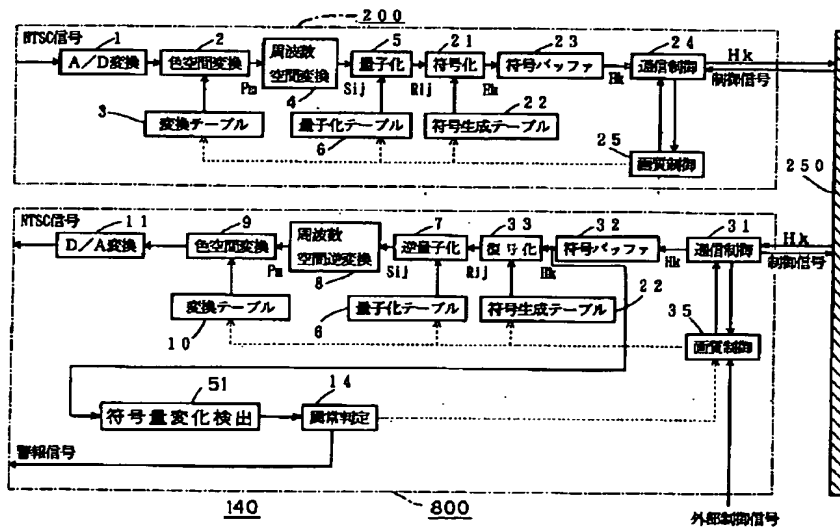 200
NTSC信号
1
A/D変換
2
色空間変換
周波数
空間変換
4
5
量子化
21
符号化
23
符号バッファ
24
通信制御
Hk
制御信号
Pm
Sij
Rij
Hk
Hk
3
変換テーブル
量子化テーブル
6
符号生成テーブル
22
25
画質制御
250
NTSC信号
11
D/A変換
9
色空間変換
周波数
空間逆変換
8
7
逆量子化
33
復号化
32
符号バッファ
31
通信制御
Hk
制御信号
Pm
Sij
Rij
Hk
Hk
変換テーブル
10
量子化テーブル
6
符号生成テーブル
22
35
画質制御
51
符号量変化検出
14
異常判定
警報信号
140
800
外部制御信号